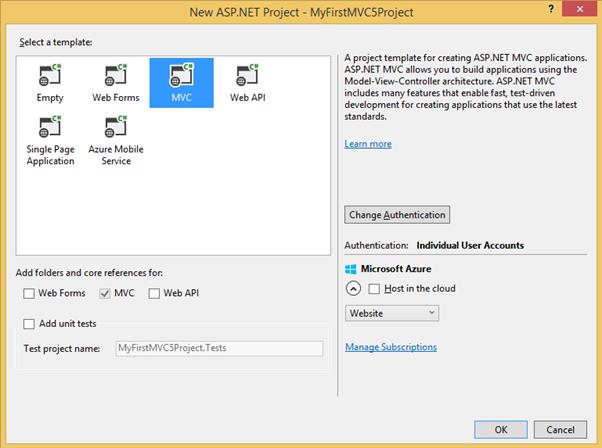 New ASP.NET Project - MyFirstMVC5Project
?
Select a template:
Empty
Web Forms
MVC
Web API
Single Page
Application
Azure Mobile
Service
A project template for creating ASP.NET MVC applications.
ASP.NET MVC allows you to build applications using the
Model-View-Controller architecture. ASP.NET MVC
includes many features that enable fast, test-driven
development for creating applications that use the latest
standards.
Learn more
Change Authentication
Authentication: Individual User Accounts
Microsoft Azure
Host in the cloud
Website
Manage Subscriptions
Add folders and core references for:
Web Forms
MVC
Web API
Add unit tests
Test project name:
MyFirstMVC5Project.Tests
OK
Cancel